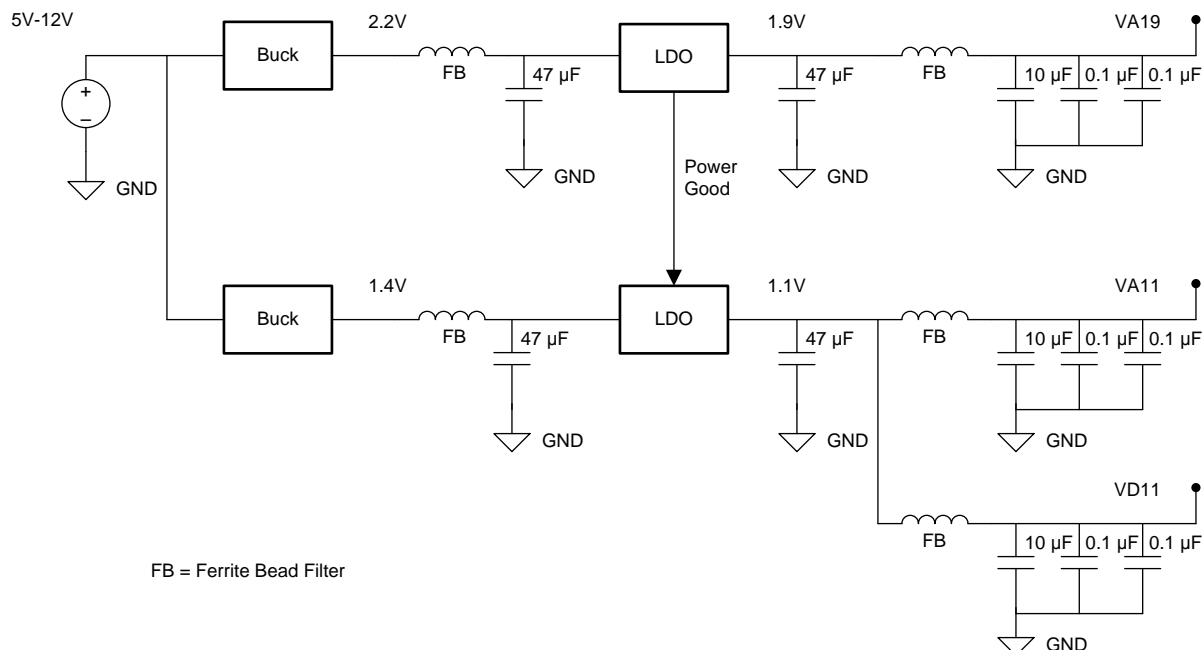 5V-12V
2.2V
1.9V
VA19
Buck
LDO
FB
47 µF
47 µF
FB
10 µF
0.1 µF
0.1 µF
+
–
GND
GND
GND
GND
Power
Good
1.4V
1.1V
VA11
Buck
LDO
FB
47 µF
47 µF
FB
10 µF
0.1 µF
0.1 µF
GND
GND
GND
VD11
FB
10 µF
0.1 µF
0.1 µF
FB = Ferrite Bead Filter
GND